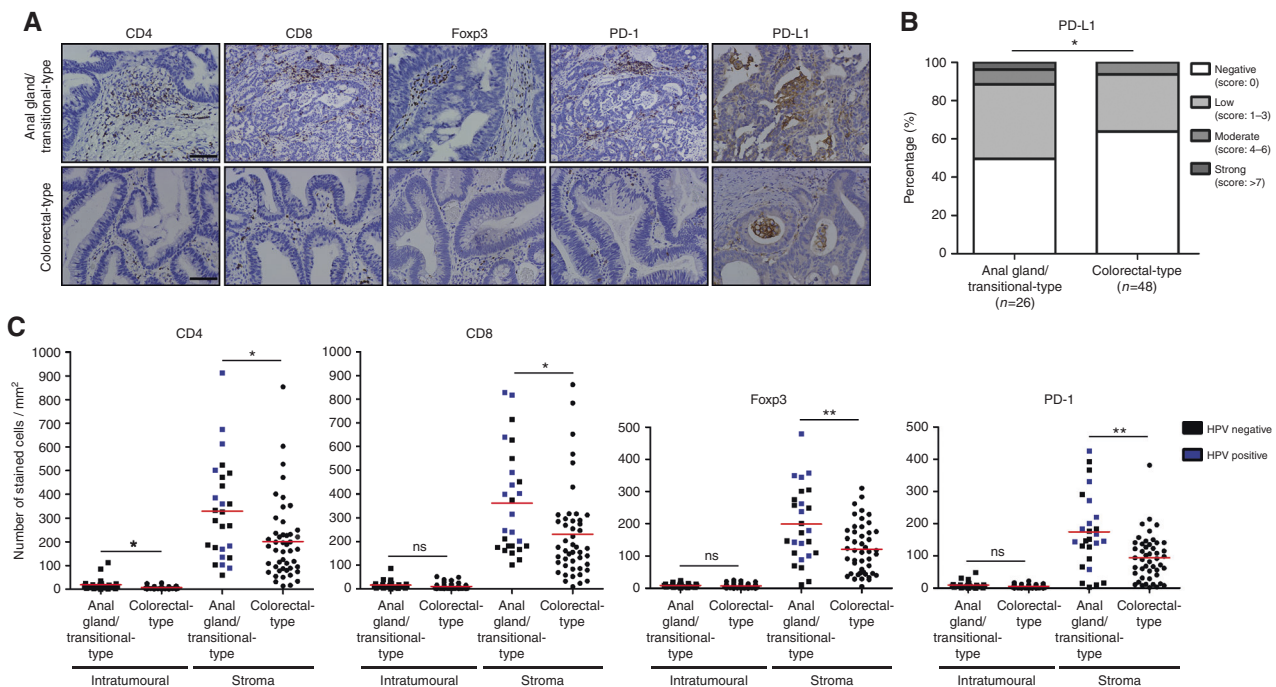 A
CD4
CD8
Foxp3
PD-1
PD-L1
Anal gland/
transitional-type
Colorectal-type
B
PD-L1
*
100
80
60
40
20
0
Percentage (%)
Anal gland/
transitional-type
(n=26)
Colorectal-type
(n=48)
Negative
(score: 0)
Low
(score: 1–3)
Moderate
(score: 4–6)
Strong
(score: >7)
C
CD4
Number of stained cells / mm²
1000
900
800
700
600
500
400
300
200
100
0
*
*
Anal
gland/
transitional-
type
Colorectal-
type
Anal
gland/
transitional-
type
Colorectal-
type
Intratumoural
Stroma
CD8
1000
900
800
700
600
500
400
300
200
100
0
ns
*
Anal
gland/
transitional-
type
Colorectal-
type
Anal
gland/
transitional-
type
Colorectal-
type
Intratumoural
Stroma
Foxp3
500
400
300
200
100
0
ns
**
Anal
gland/
transitional-
type
Colorectal-
type
Anal
gland/
transitional-
type
Colorectal-
type
Intratumoural
Stroma
PD-1
500
400
300
200
100
0
ns
**
Anal
gland/
transitional-
type
Colorectal-
type
Anal
gland/
transitional-
type
Colorectal-
type
Intratumoural
Stroma
HPV negative
HPV positive